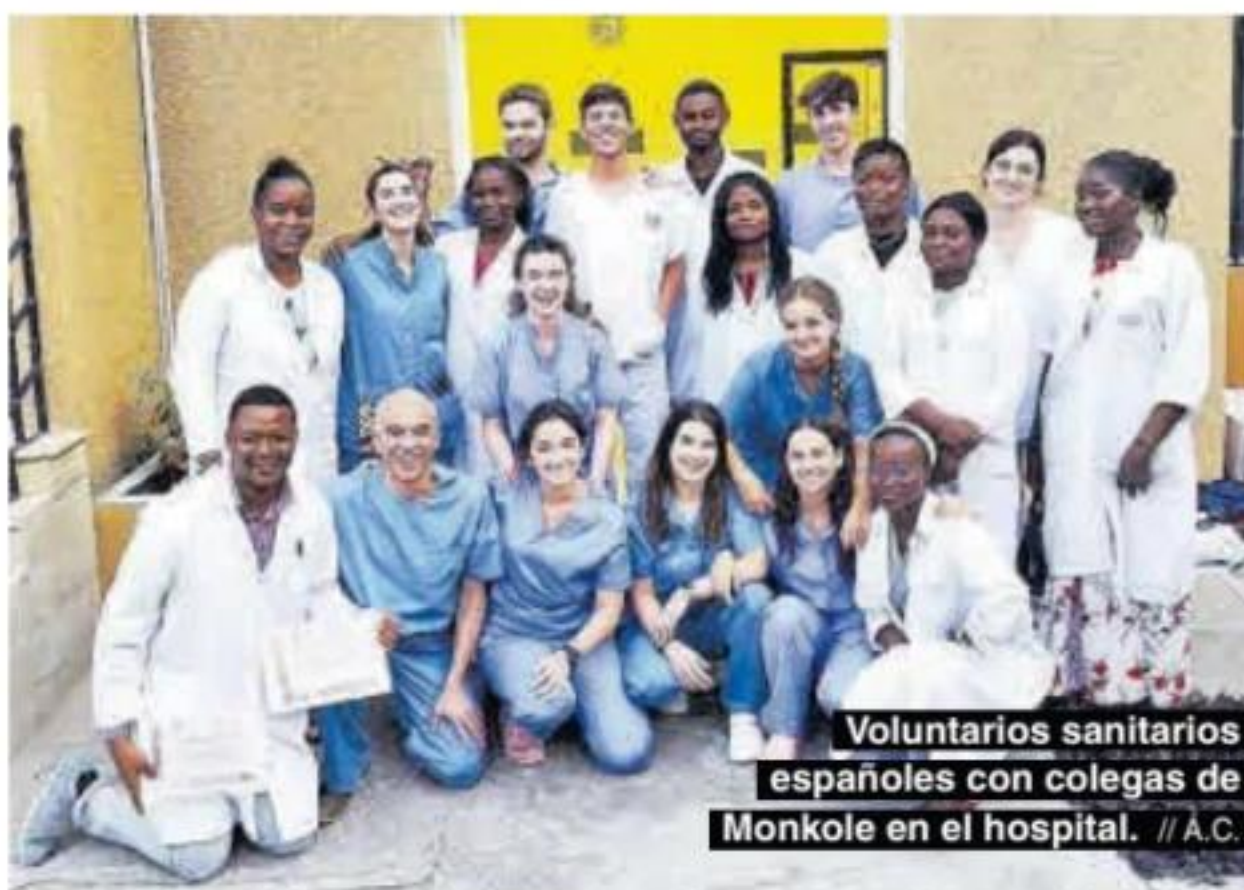 Voluntarios sanitarios
españoles con colegas de
Monkole en el hospital. // A.C.